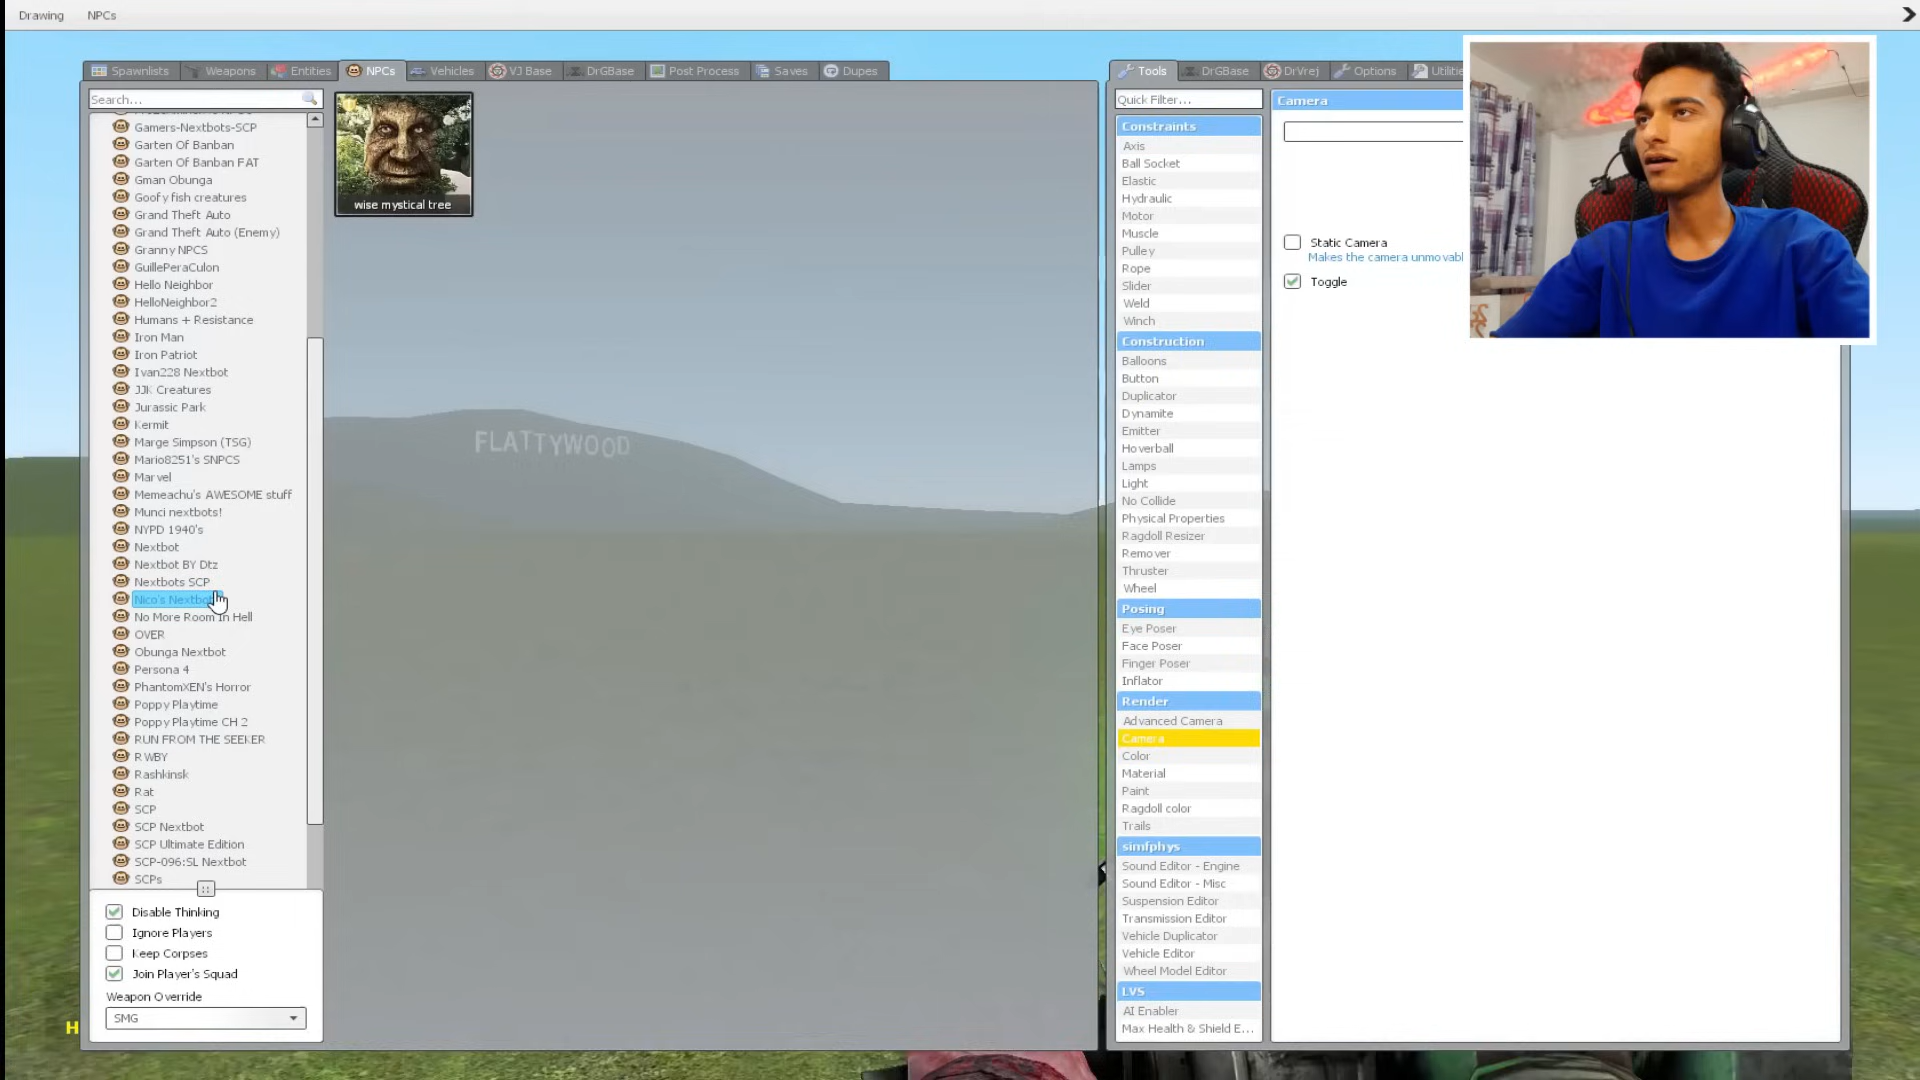 Drawing NPCs
Spawnlists Weapons Entities NPCs Vehicles VJ Base DrGBase Post Process Saves Dupes
Search...
Gamers-Nextbots-SCP
Garten Of Banban
Garten Of Banban FAT
Gman Obunga
Goofy fish creatures
Grand Theft Auto
Grand Theft Auto (Enemy)
Granny NPCS
GuillePeraCulon
Hello Neighbor
HelloNeighbor2
Humans + Resistance
Iron Man
Iron Patriot
Ivan228 Nextbot
JJK Creatures
Jurassic Park
Kermit
Marge Simpson (TSG)
Mario8251's SNPCS
Marvel
Memeachu's AWESOME stuff
Munci nextbots!
NYPD 1940's
Nextbot
Nextbot BY Dtz
Nextbots SCP
Nico's Nextbots
No More Room In Hell
OVER
Obunga Nextbot
Persona 4
PhantomXEN's Horror
Poppy Playtime
Poppy Playtime CH 2
RUN FROM THE SEEKER
RWBY
Rashkinsk
Rat
SCP
SCP Nextbot
SCP Ultimate Edition
SCP-096:SL Nextbot
SCPs
Disable Thinking
Ignore Players
Keep Corpses
Join Player's Squad
Weapon Override
SMG
H
wise mystical tree
FLATTYWOOD
Tools DrGBase DrVrej Options Utilitie
Quick Filter...
Constraints
Axis
Ball Socket
Elastic
Hydraulic
Motor
Muscle
Pulley
Rope
Slider
Weld
Winch
Construction
Balloons
Button
Duplicator
Dynamite
Emitter
Hoverball
Lamps
Light
No Collide
Physical Properties
Ragdoll Resizer
Remover
Thruster
Wheel
Posing
Eye Poser
Face Poser
Finger Poser
Inflator
Render
Advanced Camera
Camera
Color
Material
Paint
Ragdoll color
Trails
simfphys
Sound Editor - Engine
Sound Editor - Misc
Suspension Editor
Transmission Editor
Vehicle Duplicator
Vehicle Editor
Wheel Model Editor
LVS
AI Enabler
Max Health & Shield E...
Camera
Static Camera
Makes the camera unmovabl
Toggle